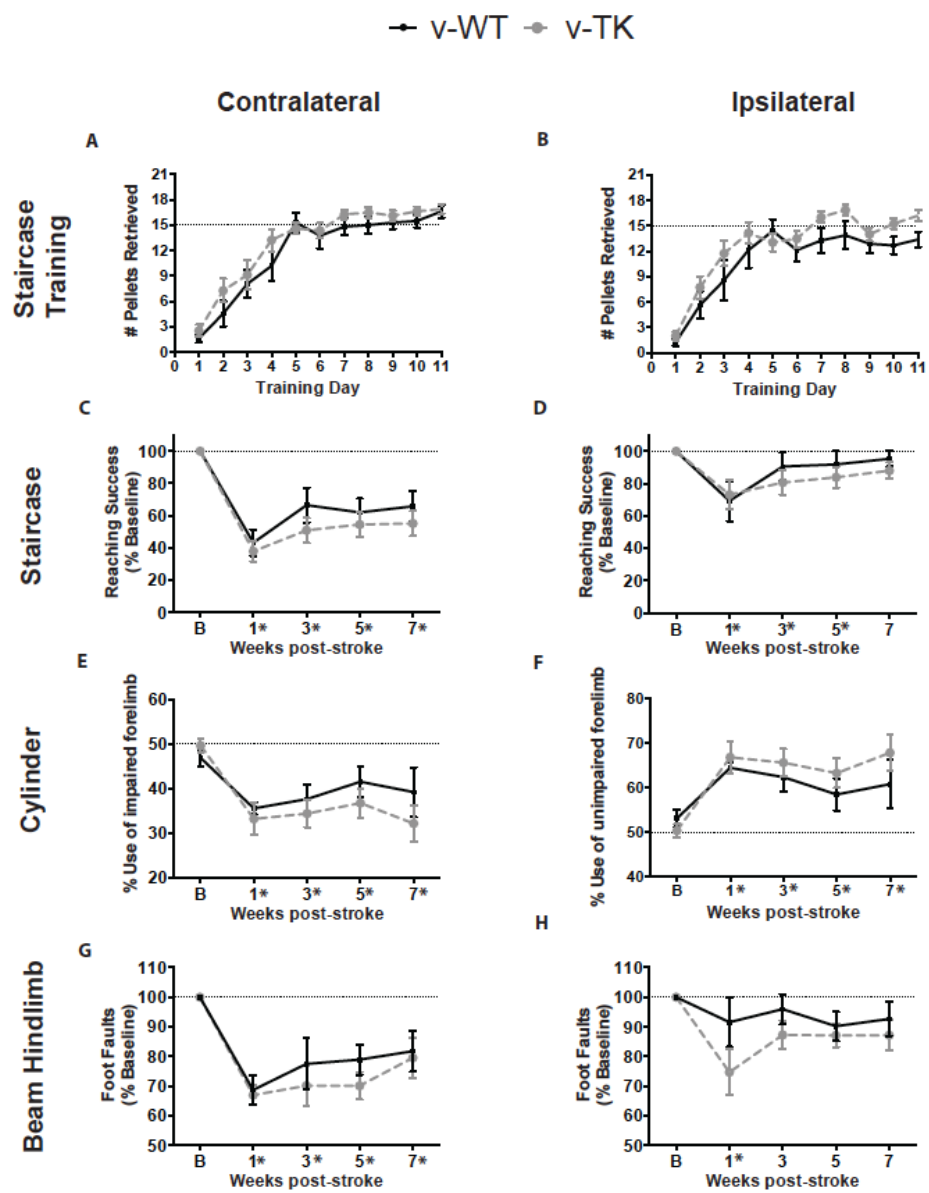 v-WT v-TK
Contralateral
Ipsilateral
Staircase
Training
A
# Pellets Retrieved
21
18
15
12
9
6
3
0
0 1 2 3 4 5 6 7 8 9 10 11
Training Day
B
# Pellets Retrieved
21
18
15
12
9
6
3
0
0 1 2 3 4 5 6 7 8 9 10 11
Training Day
Staircase
C
Reaching Success
(% Baseline)
100
80
60
40
20
0
B 1* 3* 5* 7*
Weeks post-stroke
D
Reaching Success
(% Baseline)
100
80
60
40
20
0
B 1* 3* 5* 7
Weeks post-stroke
Cylinder
E
% Use of impaired forelimb
60
50
40
30
20
B 1* 3* 5* 7*
Weeks post-stroke
F
% Use of unimpaired forelimb
80
70
60
50
40
B 1* 3* 5* 7*
Weeks post-stroke
Beam Hindlimb
G
Foot Faults
(% Baseline)
110
100
90
80
70
60
50
B 1* 3* 5* 7*
Weeks post-stroke
H
Foot Faults
(% Baseline)
110
100
90
80
70
60
50
B 1* 3 5* 7
Weeks post-stroke